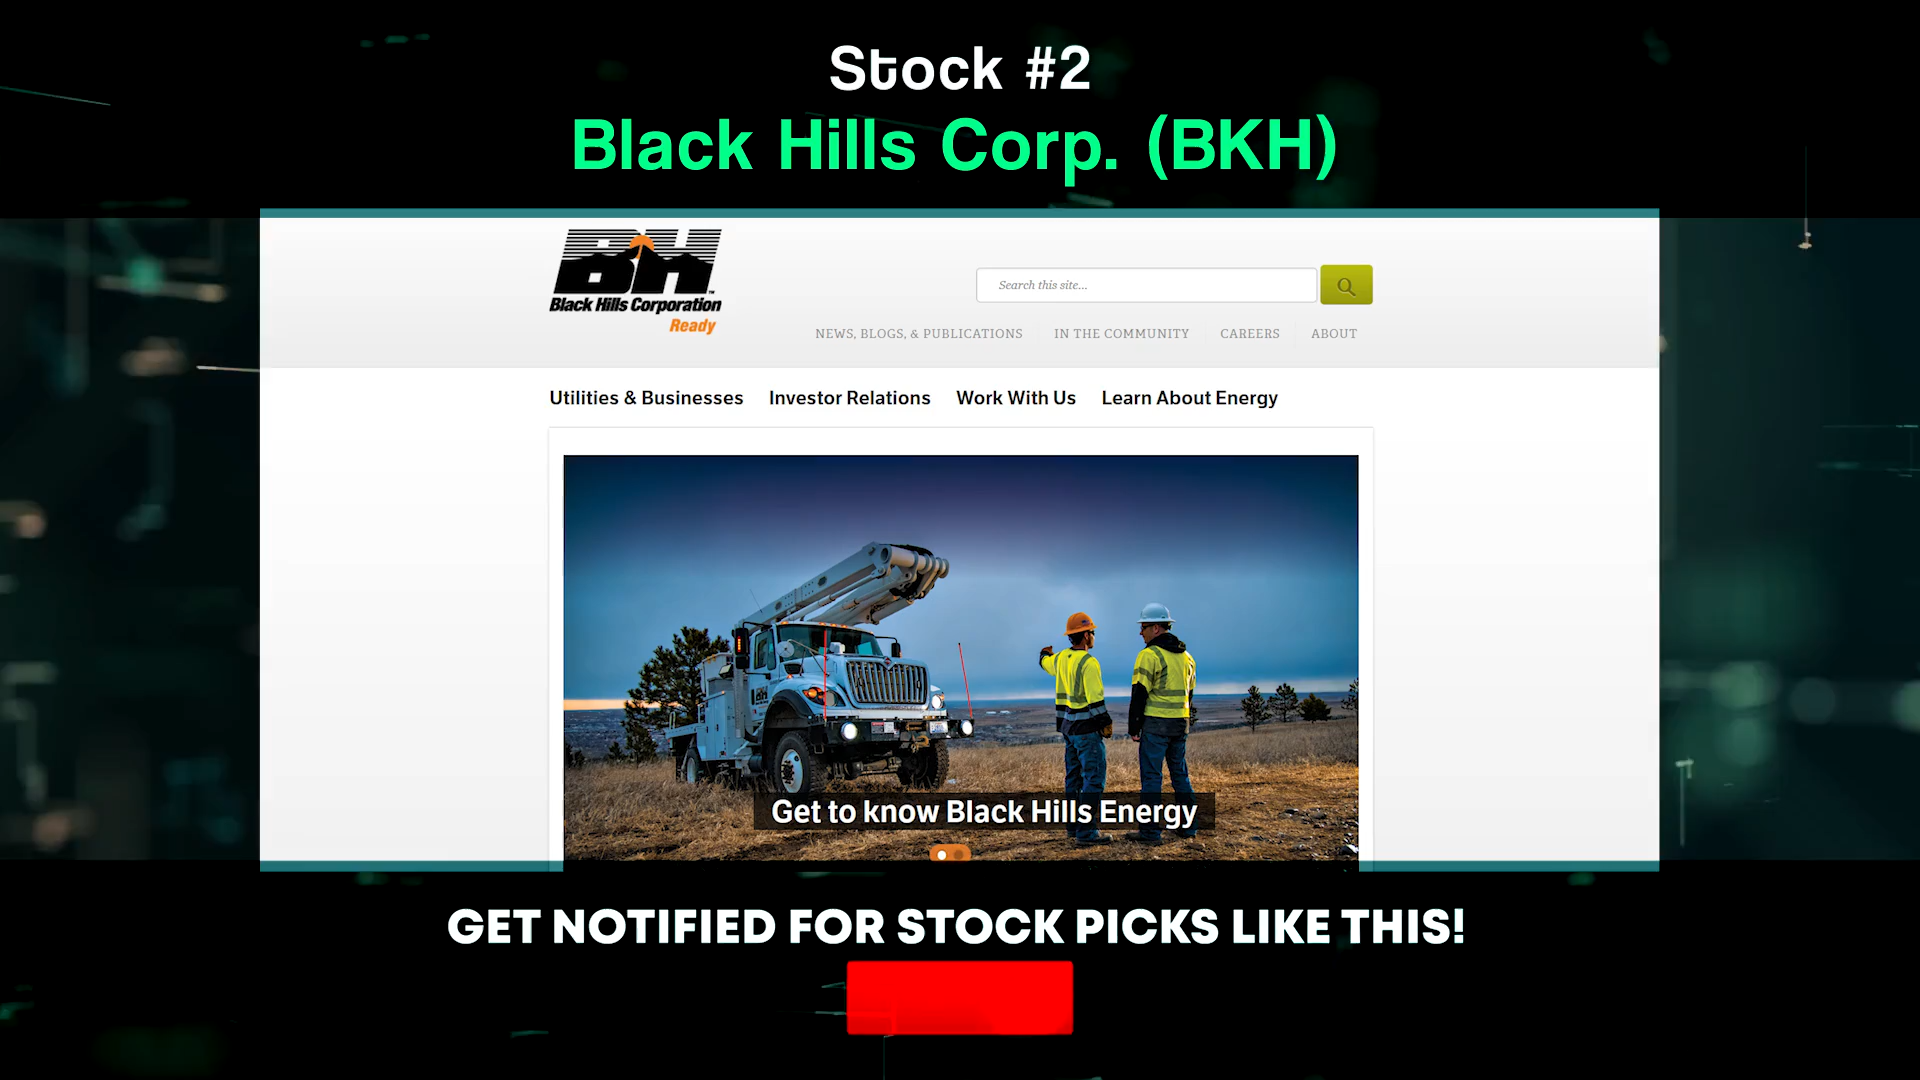 Stock #2
Black Hills Corp. (BKH)
BH
Black Hills Corporation
Ready
Search this site...
NEWS, BLOGS, & PUBLICATIONS IN THE COMMUNITY CAREERS ABOUT
Utilities & Businesses Investor Relations Work With Us Learn About Energy
Get to know Black Hills Energy
GET NOTIFIED FOR STOCK PICKS LIKE THIS!